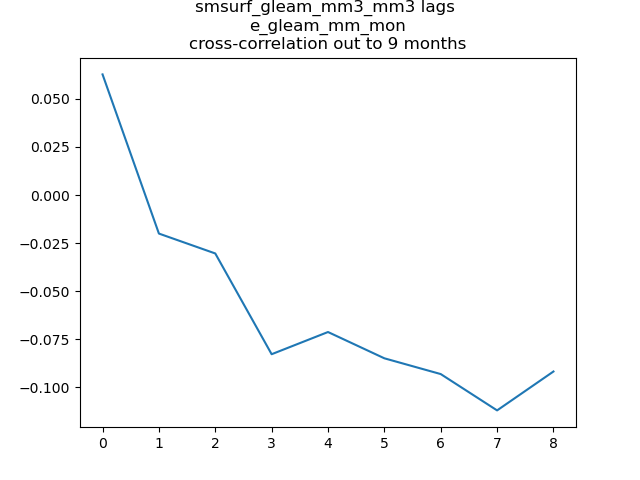 smsurf_gleam_mm3_mm3 lags
e_gleam_mm_mon
cross-correlation out to 9 months
0.050
0.025
0.000
−0.025
−0.050
−0.075
−0.100
0 1 2 3 4 5 6 7 8